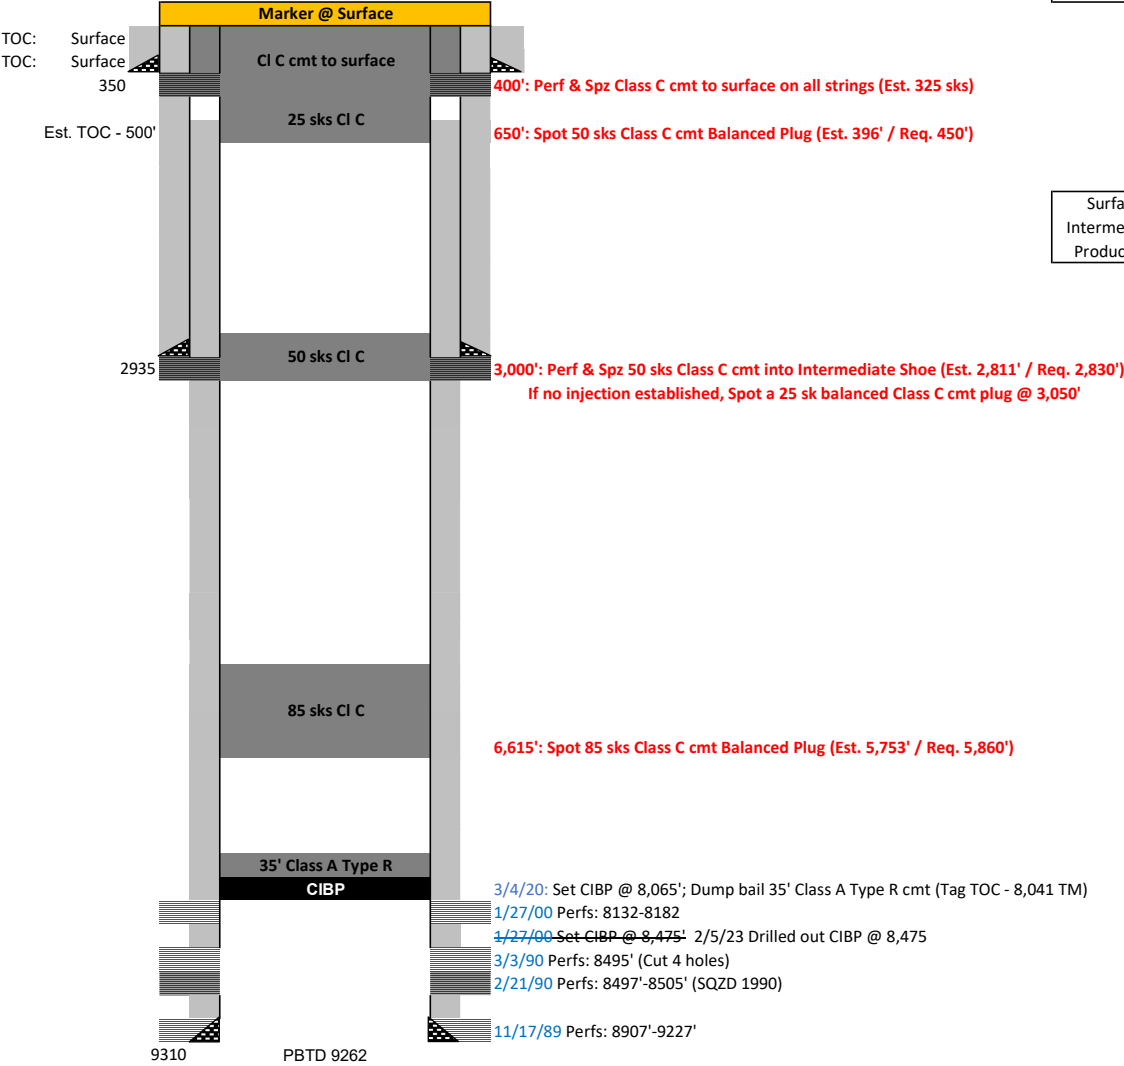 Marker @ Surface
TOC: Surface
TOC: Surface
Cl C cmt to surface
350
400': Perf & Spz Class C cmt to surface on all strings (Est. 325 sks)
25 sks Cl C
Est. TOC - 500'
650': Spot 50 sks Class C cmt Balanced Plug (Est. 396' / Req. 450')
50 sks Cl C
2935
3,000': Perf & Spz 50 sks Class C cmt into Intermediate Shoe (Est. 2,811' / Req. 2,830')
If no injection established, Spot a 25 sk balanced Class C cmt plug @ 3,050'
85 sks Cl C
6,615': Spot 85 sks Class C cmt Balanced Plug (Est. 5,753' / Req. 5,860')
35' Class A Type R
CIBP
3/4/20: Set CIBP @ 8,065'; Dump bail 35' Class A Type R cmt (Tag TOC - 8,041 TM)
1/27/00 Perfs: 8132-8182
1/27/00 Set CIBP @ 8,475' 2/5/23 Drilled out CIBP @ 8,475
3/3/90 Perfs: 8495' (Cut 4 holes)
2/21/90 Perfs: 8497'-8505' (SQZD 1990)
11/17/89 Perfs: 8907'-9227'
9310
PBTD 9262